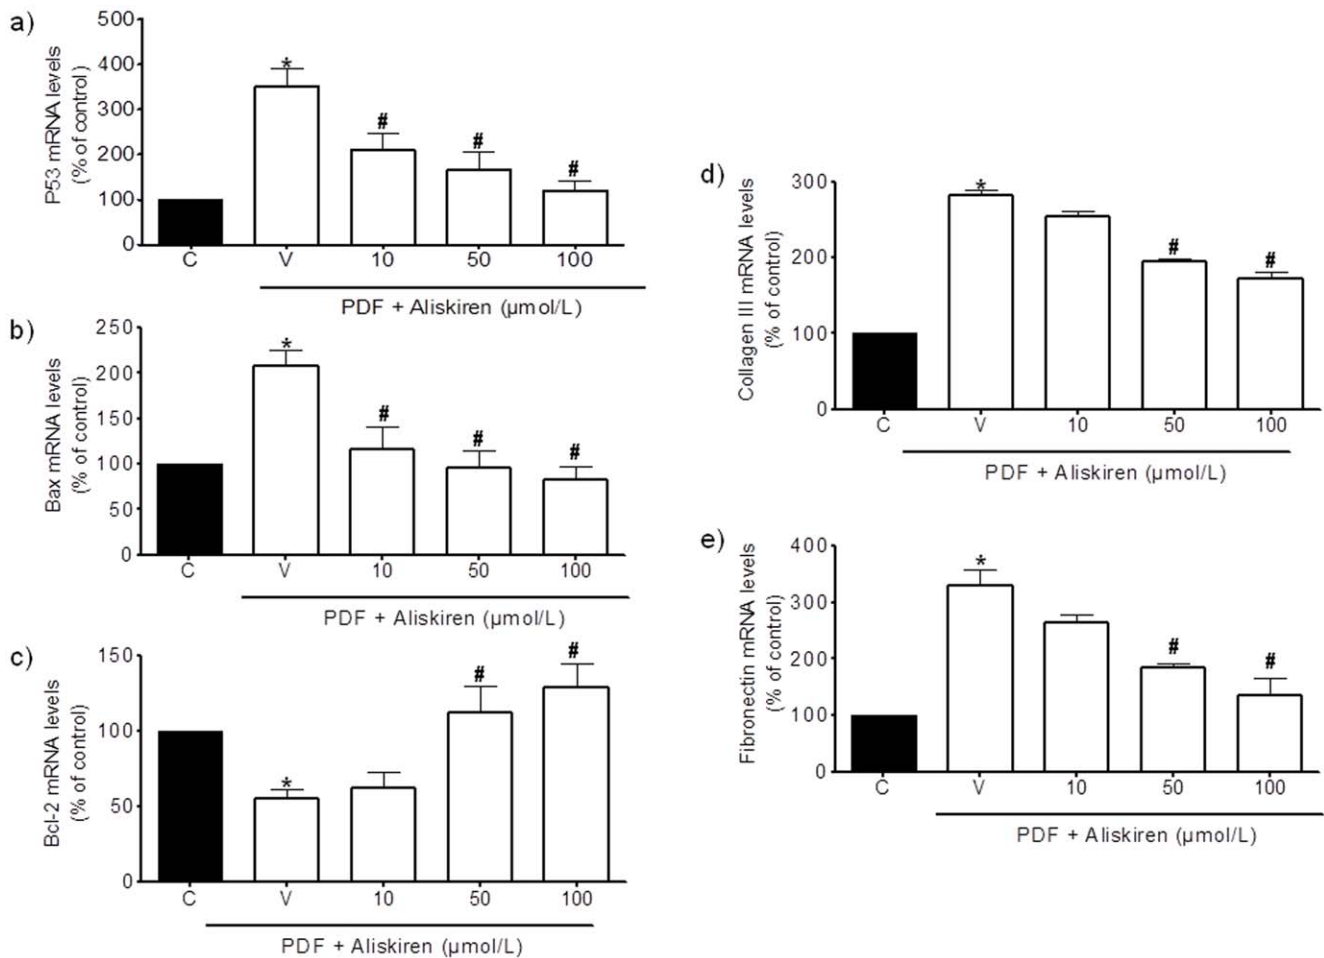 a)
P53 mRNA levels
(% of control)
500
400
300
200
100
0
*
#
#
#
C V 10 50 100
PDF + Aliskiren (µmol/L)
b)
Bax mRNA levels
(% of control)
250
200
150
100
50
0
*
#
#
#
C V 10 50 100
PDF + Aliskiren (µmol/L)
c)
Bcl-2 mRNA levels
(% of control)
150
100
50
0
*
#
#
C V 10 50 100
PDF + Aliskiren (µmol/L)
d)
Collagen III mRNA levels
(% of control)
300
200
100
0
*
#
#
C V 10 50 100
PDF + Aliskiren (µmol/L)
e)
Fibronectin mRNA levels
(% of control)
400
300
200
100
0
*
#
#
C V 10 50 100
PDF + Aliskiren (µmol/L)